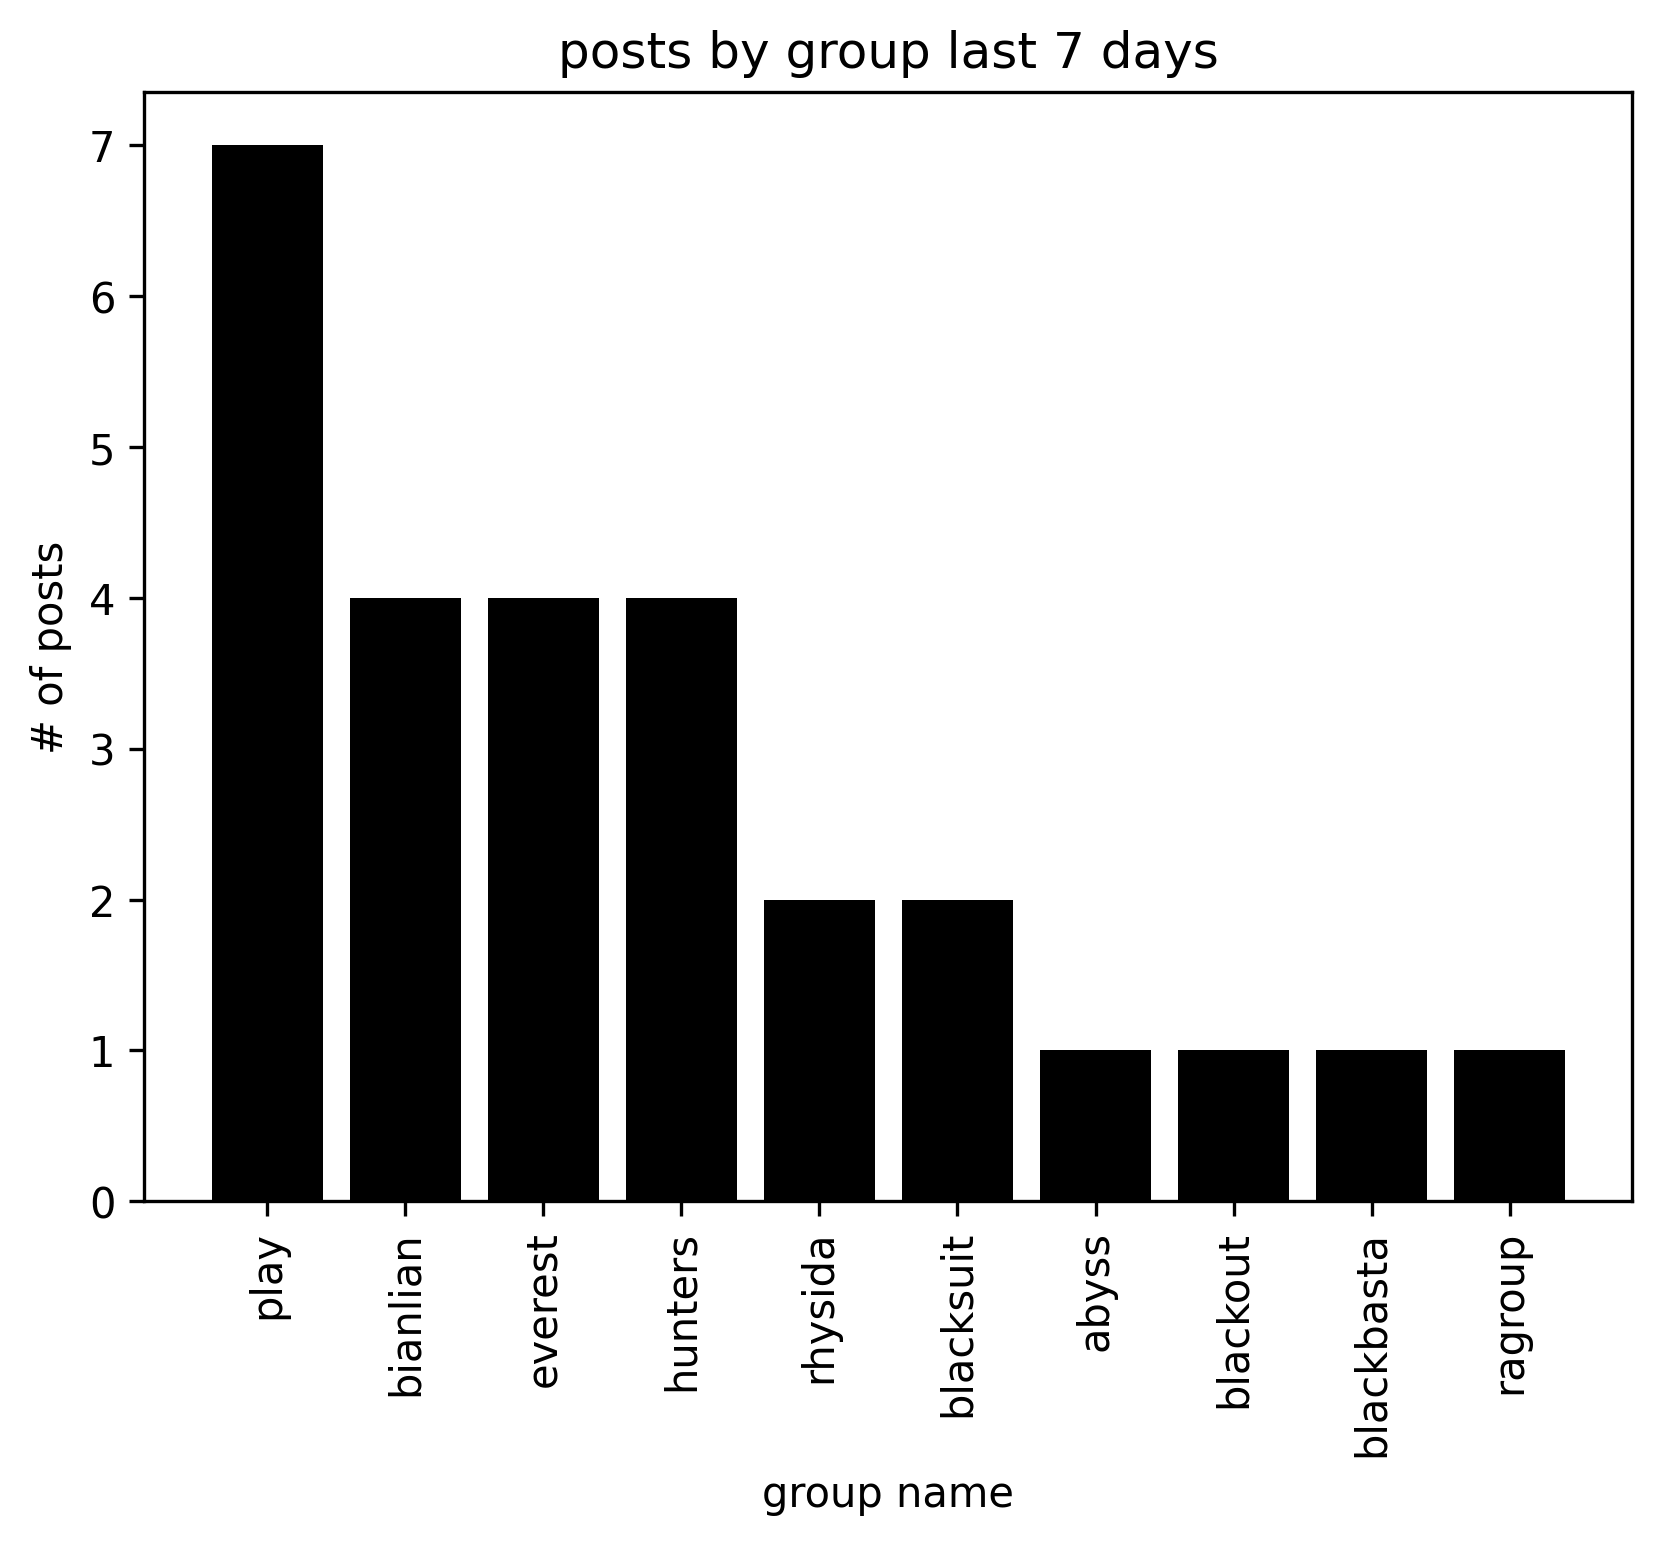 posts by group last 7 days
# of posts
7
6
5
4
3
2
1
0
play
bianlian
everest
hunters
rhysida
blacksuit
abyss
blackout
blackbasta
ragroup
group name